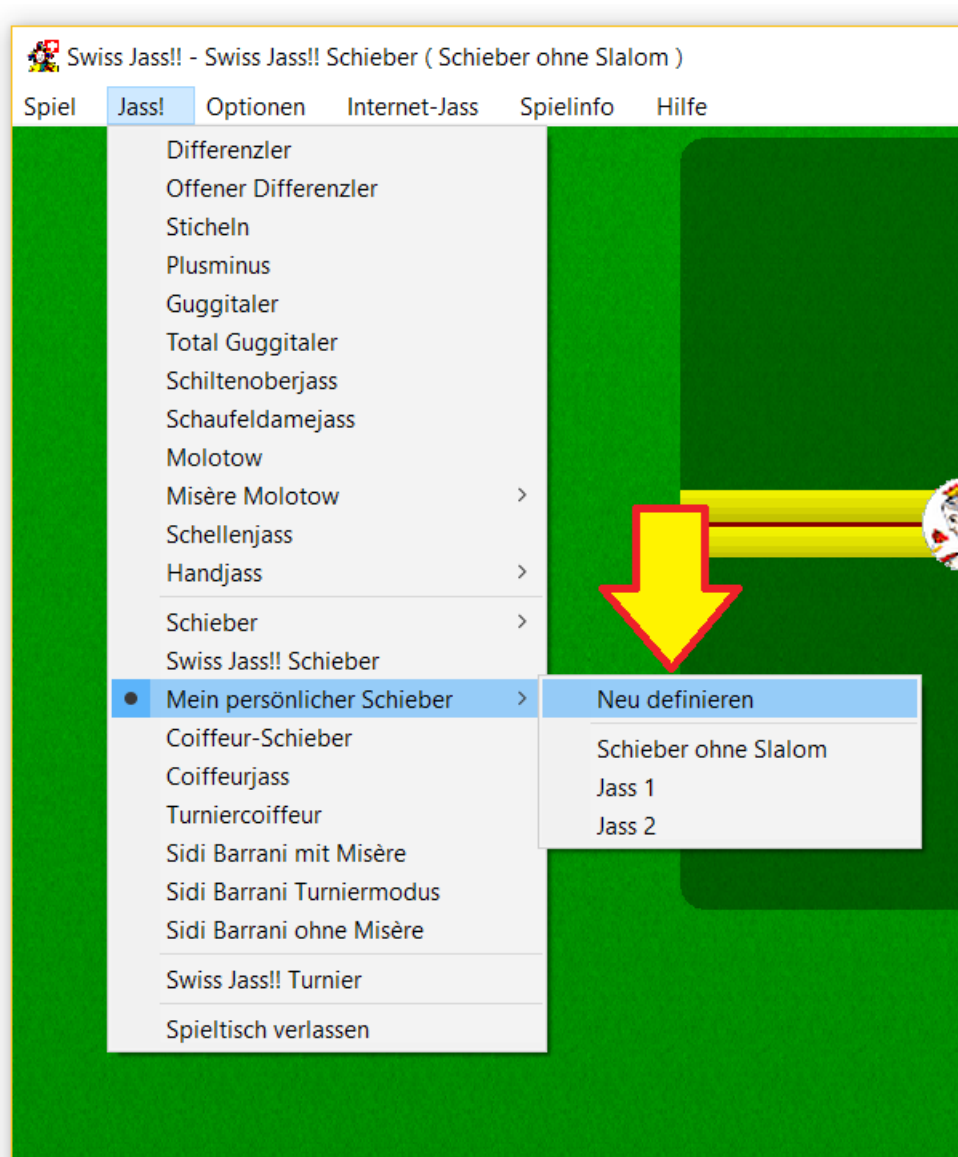 Swiss Jass!! - Swiss Jass!! Schieber ( Schieber ohne Slalom )
Spiel Jass! Optionen Internet-Jass Spielinfo Hilfe
Differenzler
Offener Differenzler
Sticheln
Plusminus
Guggitaler
Total Guggitaler
Schiltenoberjass
Schaufeldamejass
Molotow
Misère Molotow
Schellenjass
Handjass
Schieber
Swiss Jass!! Schieber
Mein persönlicher Schieber
Coiffeur-Schieber
Coiffeurjass
Turniercoiffeur
Sidi Barrani mit Misère
Sidi Barrani Turniermodus
Sidi Barrani ohne Misère
Swiss Jass!! Turnier
Spieltisch verlassen
Neu definieren
Schieber ohne Slalom
Jass 1
Jass 2